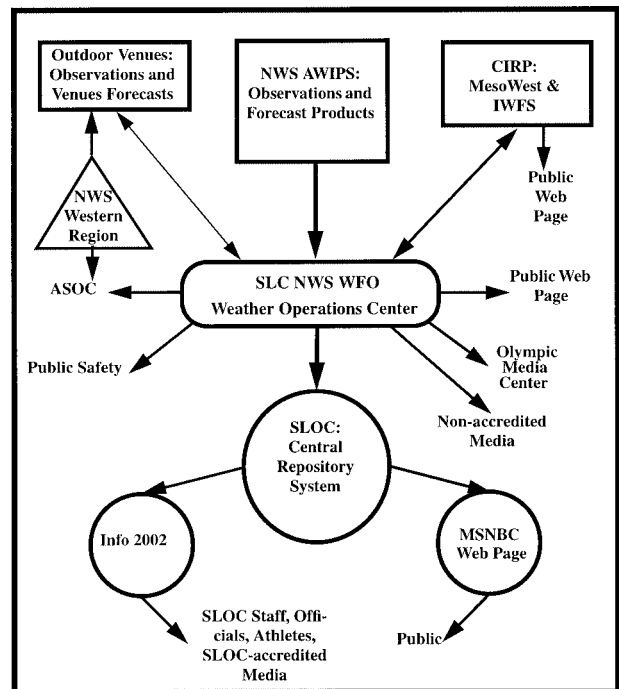 Outdoor Venues:
Observations and
Venues Forecasts
NWS AWIPS:
Observations and
Forecast Products
CIRP:
MesoWest &
IWFS
NWS
Western
Region
Public
Web
Page
ASOC
SLC NWS WFO
Weather Operations Center
Public Web
Page
Public Safety
Olympic
Media
Center
Non-accredited
Media
SLOC:
Central
Repository
System
Info 2002
MSNBC
Web Page
SLOC Staff, Offi-
cials, Athletes,
SLOC-accredited
Media
Public